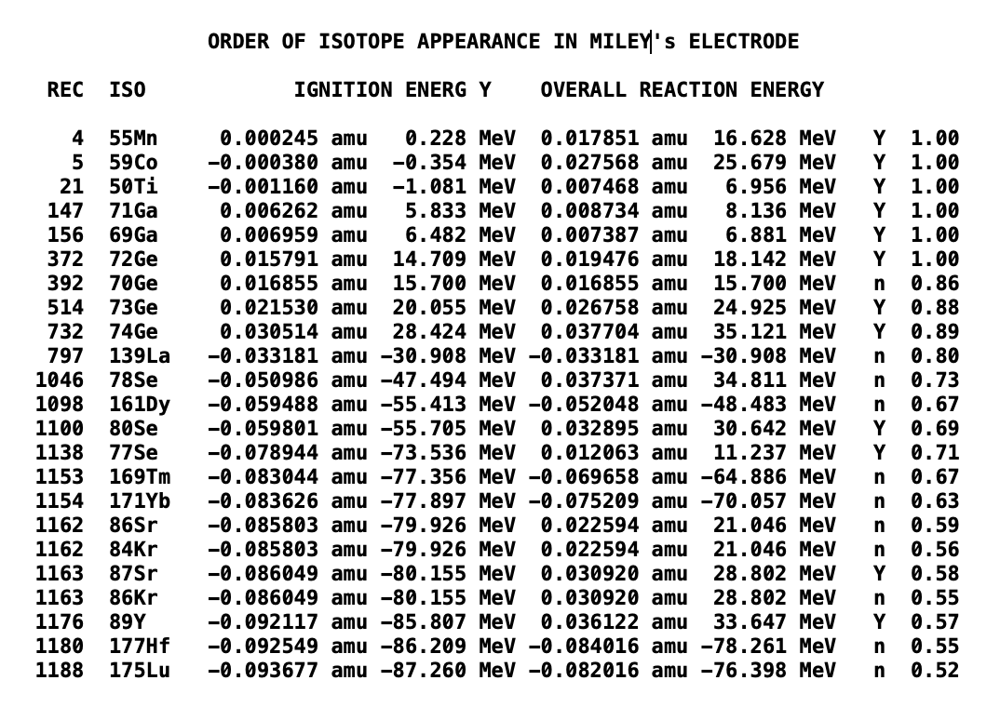 ORDER OF ISOTOPE APPEARANCE IN MILEY's ELECTRODE
REC ISO IGNITION ENERG Y OVERALL REACTION ENERGY
4 55Mn 0.000245 amu 0.228 MeV 0.017851 amu 16.628 MeV Y 1.00
5 59Co −0.000380 amu −0.354 MeV 0.027568 amu 25.679 MeV Y 1.00
21 50Ti −0.001160 amu −1.081 MeV 0.007468 amu 6.956 MeV Y 1.00
147 71Ga 0.006262 amu 5.833 MeV 0.008734 amu 8.136 MeV Y 1.00
156 69Ga 0.006959 amu 6.482 MeV 0.007387 amu 6.881 MeV Y 1.00
372 72Ge 0.015791 amu 14.709 MeV 0.019476 amu 18.142 MeV Y 1.00
392 70Ge 0.016855 amu 15.700 MeV 0.016855 amu 15.700 MeV n 0.86
514 73Ge 0.021530 amu 20.055 MeV 0.026758 amu 24.925 MeV Y 0.88
732 74Ge 0.030514 amu 28.424 MeV 0.037704 amu 35.121 MeV Y 0.89
797 139La −0.033181 amu −30.908 MeV −0.033181 amu −30.908 MeV n 0.80
1046 78Se −0.050986 amu −47.494 MeV 0.037371 amu 34.811 MeV n 0.73
1098 161Dy −0.059488 amu −55.413 MeV −0.052048 amu −48.483 MeV n 0.67
1100 80Se −0.059801 amu −55.705 MeV 0.032895 amu 30.642 MeV Y 0.69
1138 77Se −0.078944 amu −73.536 MeV 0.012063 amu 11.237 MeV Y 0.71
1153 169Tm −0.083044 amu −77.356 MeV −0.069658 amu −64.886 MeV n 0.67
1154 171Yb −0.083626 amu −77.897 MeV −0.075209 amu −70.057 MeV n 0.63
1162 86Sr −0.085803 amu −79.926 MeV 0.022594 amu 21.046 MeV n 0.59
1162 84Kr −0.085803 amu −79.926 MeV 0.022594 amu 21.046 MeV n 0.56
1163 87Sr −0.086049 amu −80.155 MeV 0.030920 amu 28.802 MeV Y 0.58
1163 86Kr −0.086049 amu −80.155 MeV 0.030920 amu 28.802 MeV n 0.55
1176 89Y −0.092117 amu −85.807 MeV 0.036122 amu 33.647 MeV Y 0.57
1180 177Hf −0.092549 amu −86.209 MeV −0.084016 amu −78.261 MeV n 0.55
1188 175Lu −0.093677 amu −87.260 MeV −0.082016 amu −76.398 MeV n 0.52